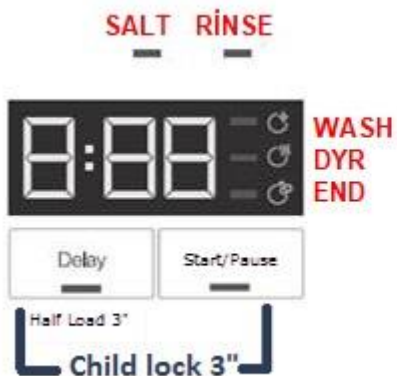 SALT RİNSE
8:88
WASH
DYR
END
Delay Start/Pause
Half Load 3"
Child lock 3"